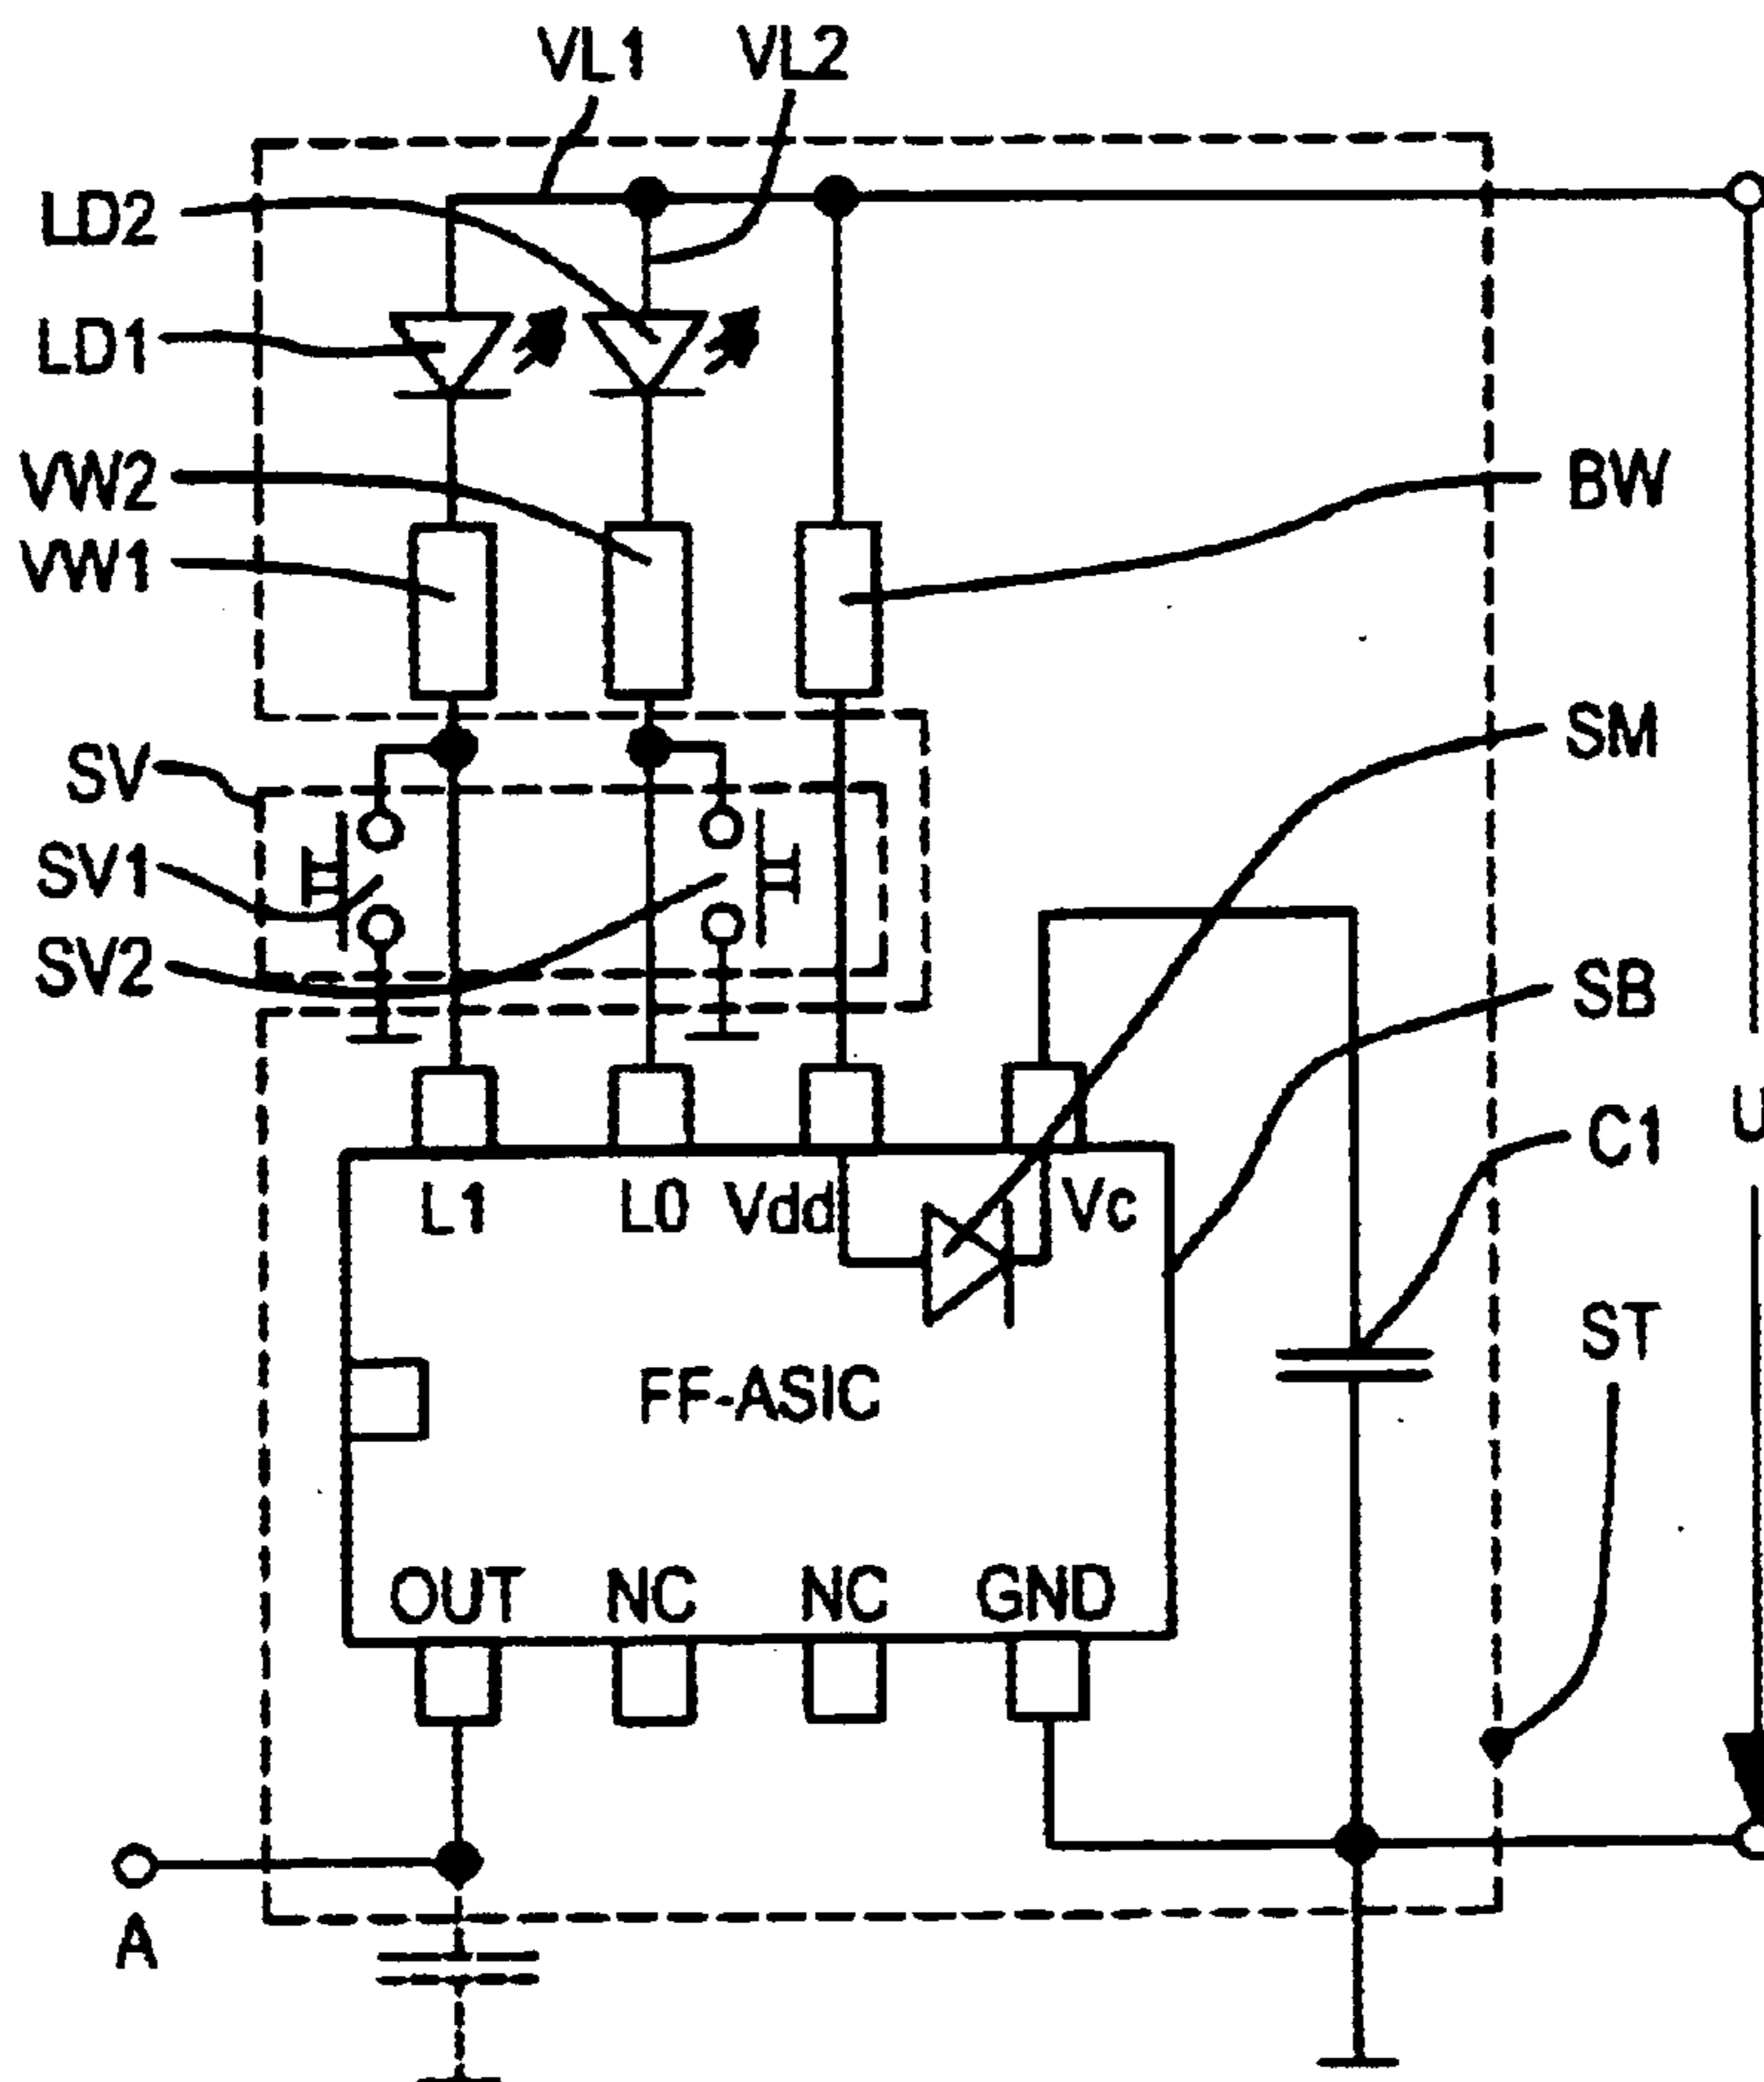 VL1 VL2
LD2
LD1
VW2
BW
VW1
SM
SV
SV1
SV2
SB
C1
U
L1 L0 Vdd Vc
ST
FF-ASIC
OUT NC NC GND
A